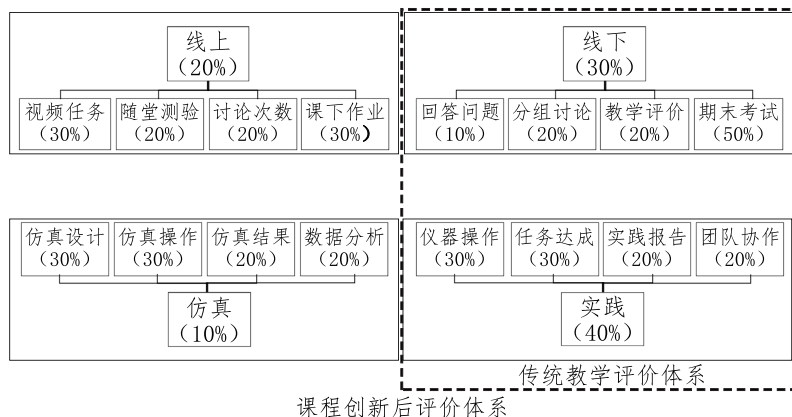 线上
（20%）
视频任务
（30%）
随堂测验
（20%）
讨论次数
（20%）
课下作业
（30%）
线下
（30%）
回答问题
（10%）
分组讨论
（20%）
教学评价
（20%）
期末考试
（50%）
仿真设计
（30%）
仿真操作
（30%）
仿真结果
（20%）
数据分析
（20%）
仿真
（10%）
仪器操作
（30%）
任务达成
（30%）
实践报告
（20%）
团队协作
（20%）
实践
（40%）
传统教学评价体系
课程创新后评价体系